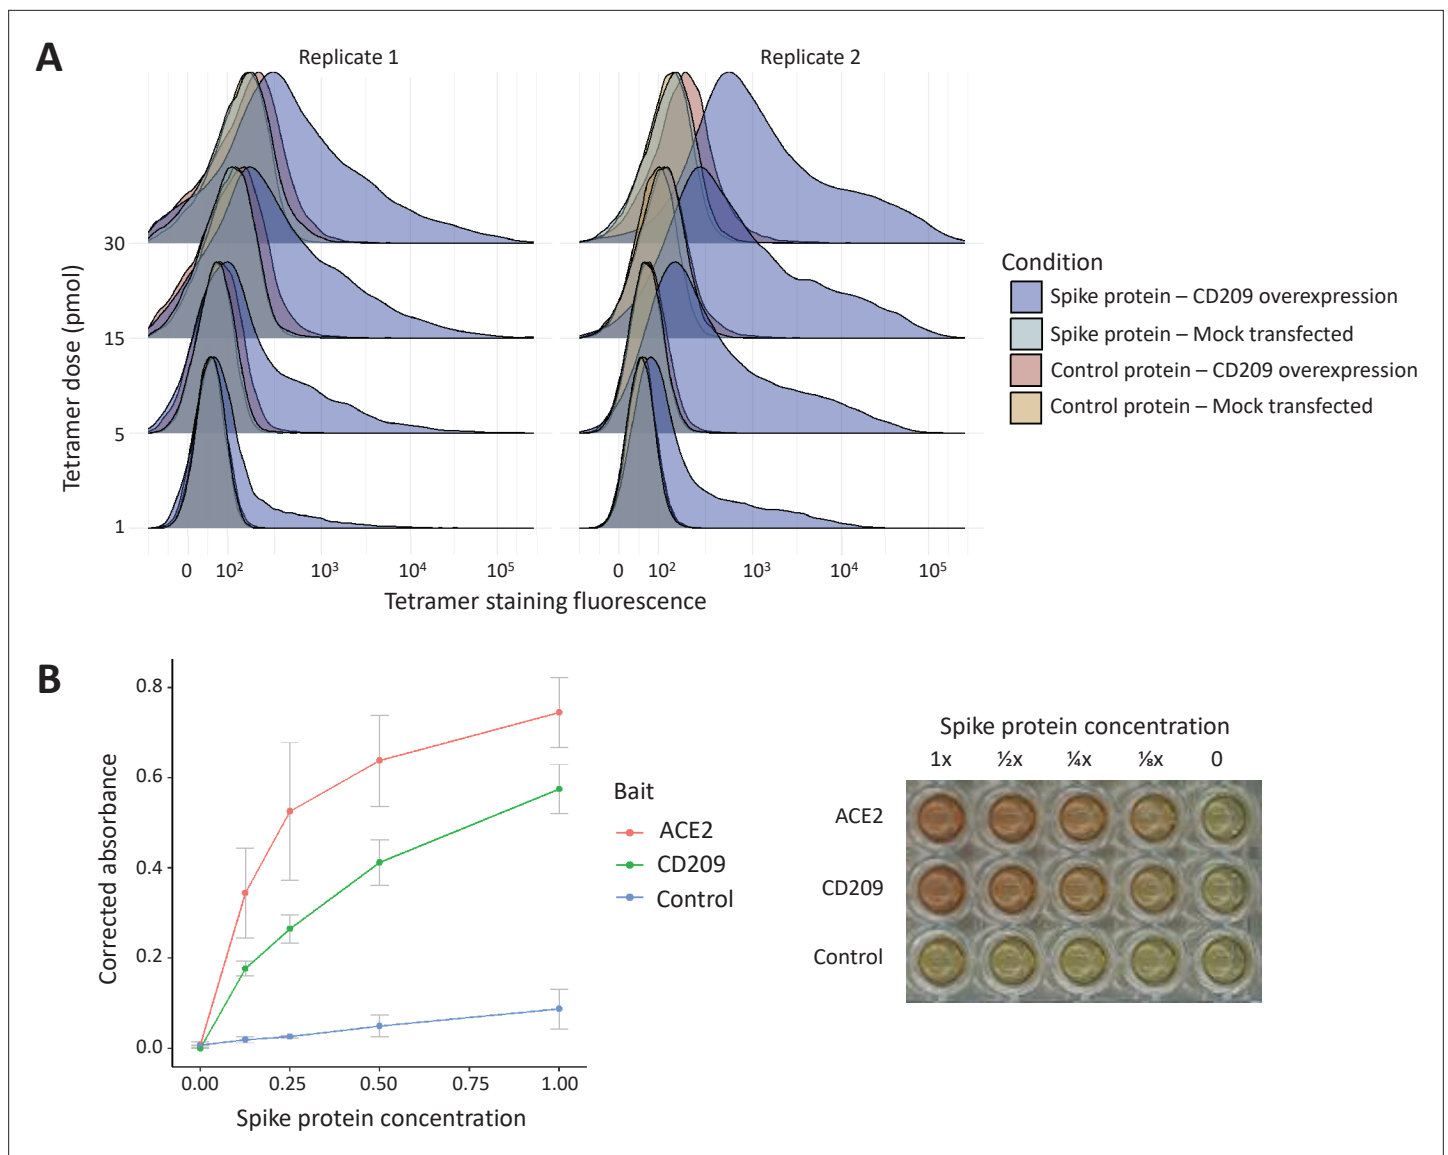 A
Replicate 1
Replicate 2
Tetramer dose (pmol)
30
15
5
1
0 10² 10³ 10⁴ 10⁵
0 10² 10³ 10⁴ 10⁵
Tetramer staining fluorescence
Condition
Spike protein – CD209 overexpression
Spike protein – Mock transfected
Control protein – CD209 overexpression
Control protein – Mock transfected
B
Corrected absorbance
0.8
0.6
0.4
0.2
0.0
0.00 0.25 0.50 0.75 1.00
Spike protein concentration
Bait
ACE2
CD209
Control
Spike protein concentration
1x ½x ¼x ⅛x 0
ACE2
CD209
Control